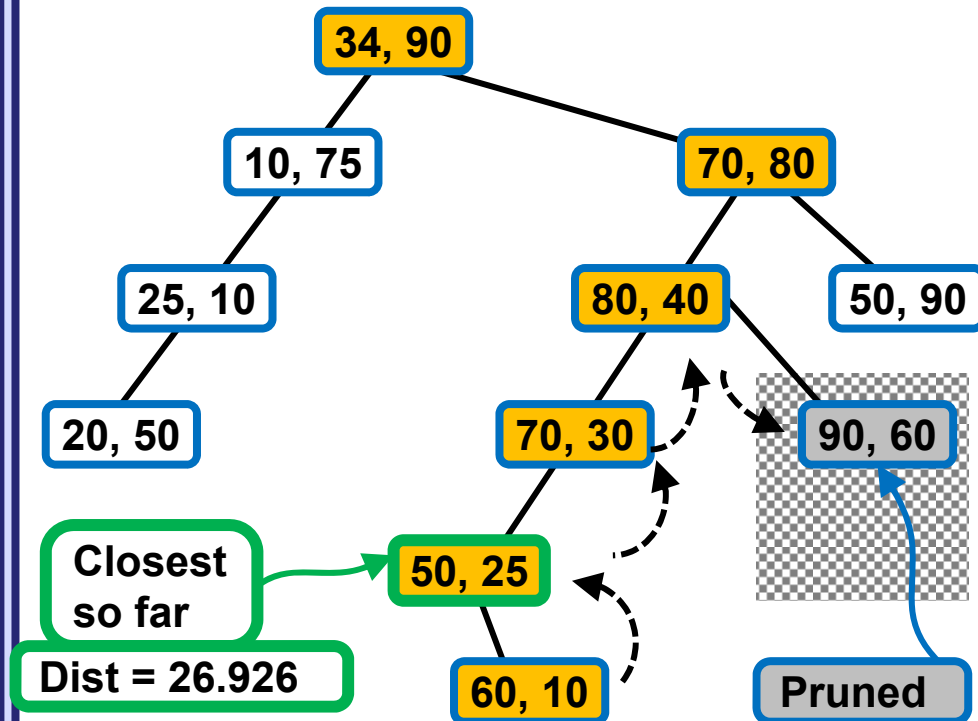 34, 90
10, 75
70, 80
25, 10
80, 40
50, 90
20, 50
70, 30
90, 60
Closest
so far
50, 25
Dist = 26.926
60, 10
Pruned